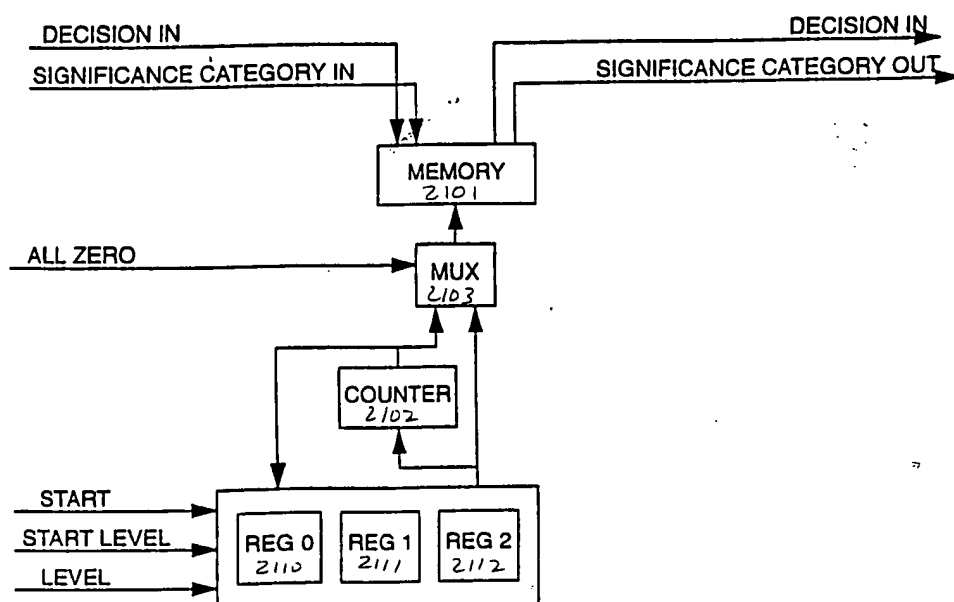 DECISION IN
DECISION IN
SIGNIFICANCE CATEGORY IN
SIGNIFICANCE CATEGORY OUT
MEMORY
2101
ALL ZERO
MUX
2103
COUNTER
2102
START
START LEVEL
LEVEL
REG 0
2110
REG 1
2111
REG 2
2112